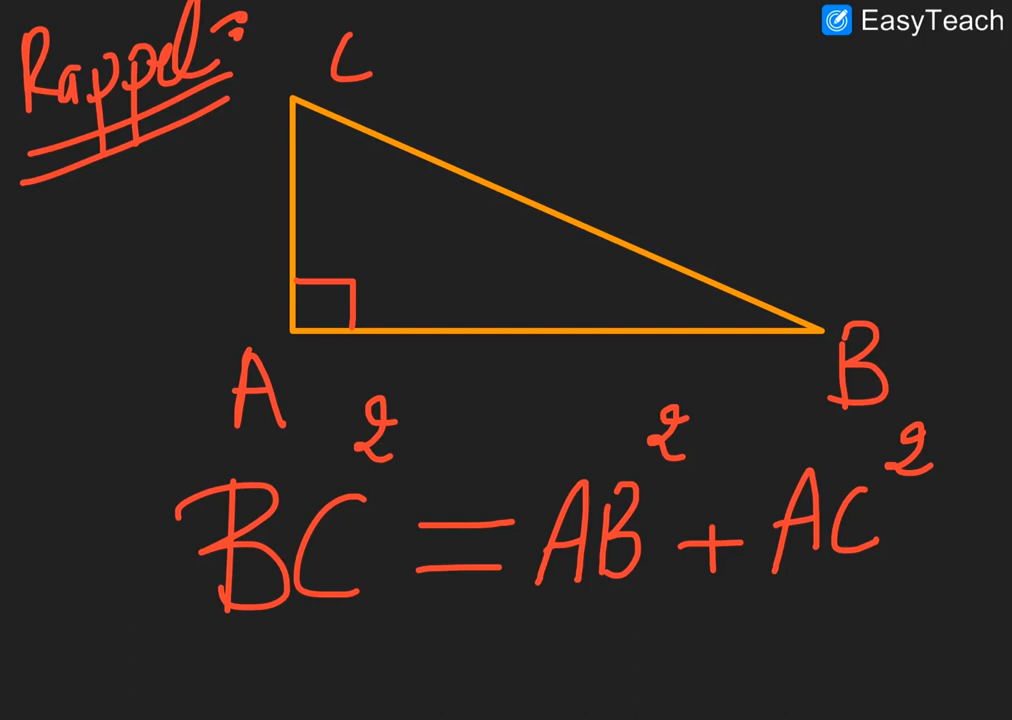 EasyTeach
Rappel :
C
A
B
BC² = AB² + AC²